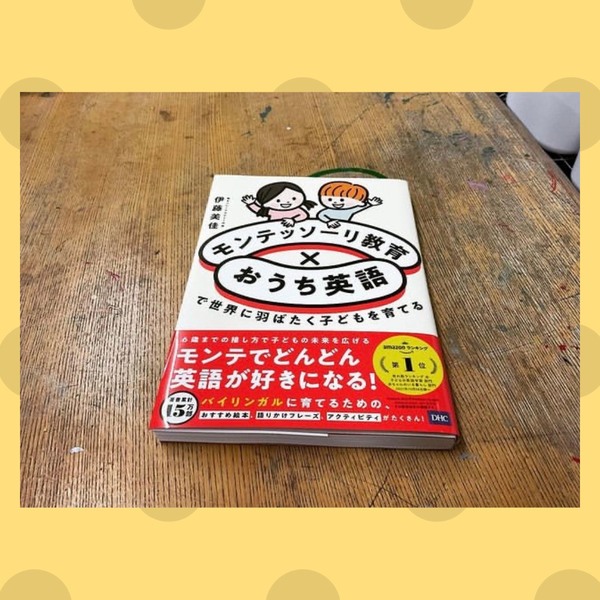 伊藤美佳
モンテッソーリ教育
×
おうち英語
で世界に羽ばたく子どもを育てる
6歳までの接し方で子どもの未来を広げる
モンテでどんどん
英語が好きになる!
amazonランキング
第1位
著者累計
15万部
バイリンガルに育てるための、
おすすめ絵本、語りかけフレーズ、アクティビティがたくさん!
DHC